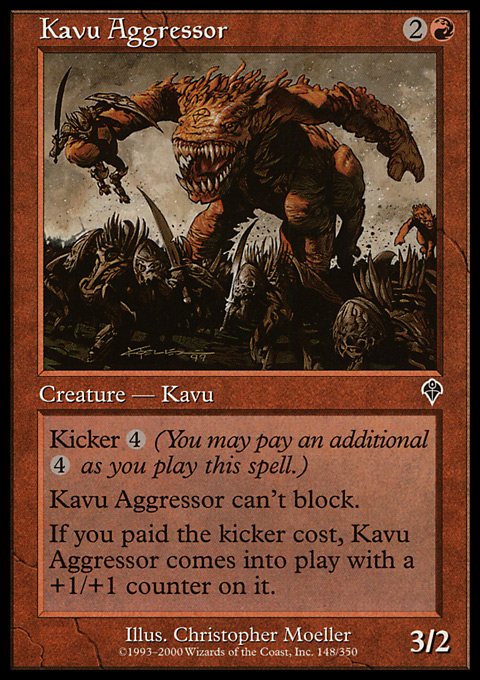 Kavu Aggressor 2
Creature — Kavu
Kicker 4 (You may pay an additional
4 as you play this spell.)
Kavu Aggressor can't block.
If you paid the kicker cost, Kavu
Aggressor comes into play with a
+1/+1 counter on it.
Illus. Christopher Moeller
©1993–2000 Wizards of the Coast, Inc. 148/350
3/2